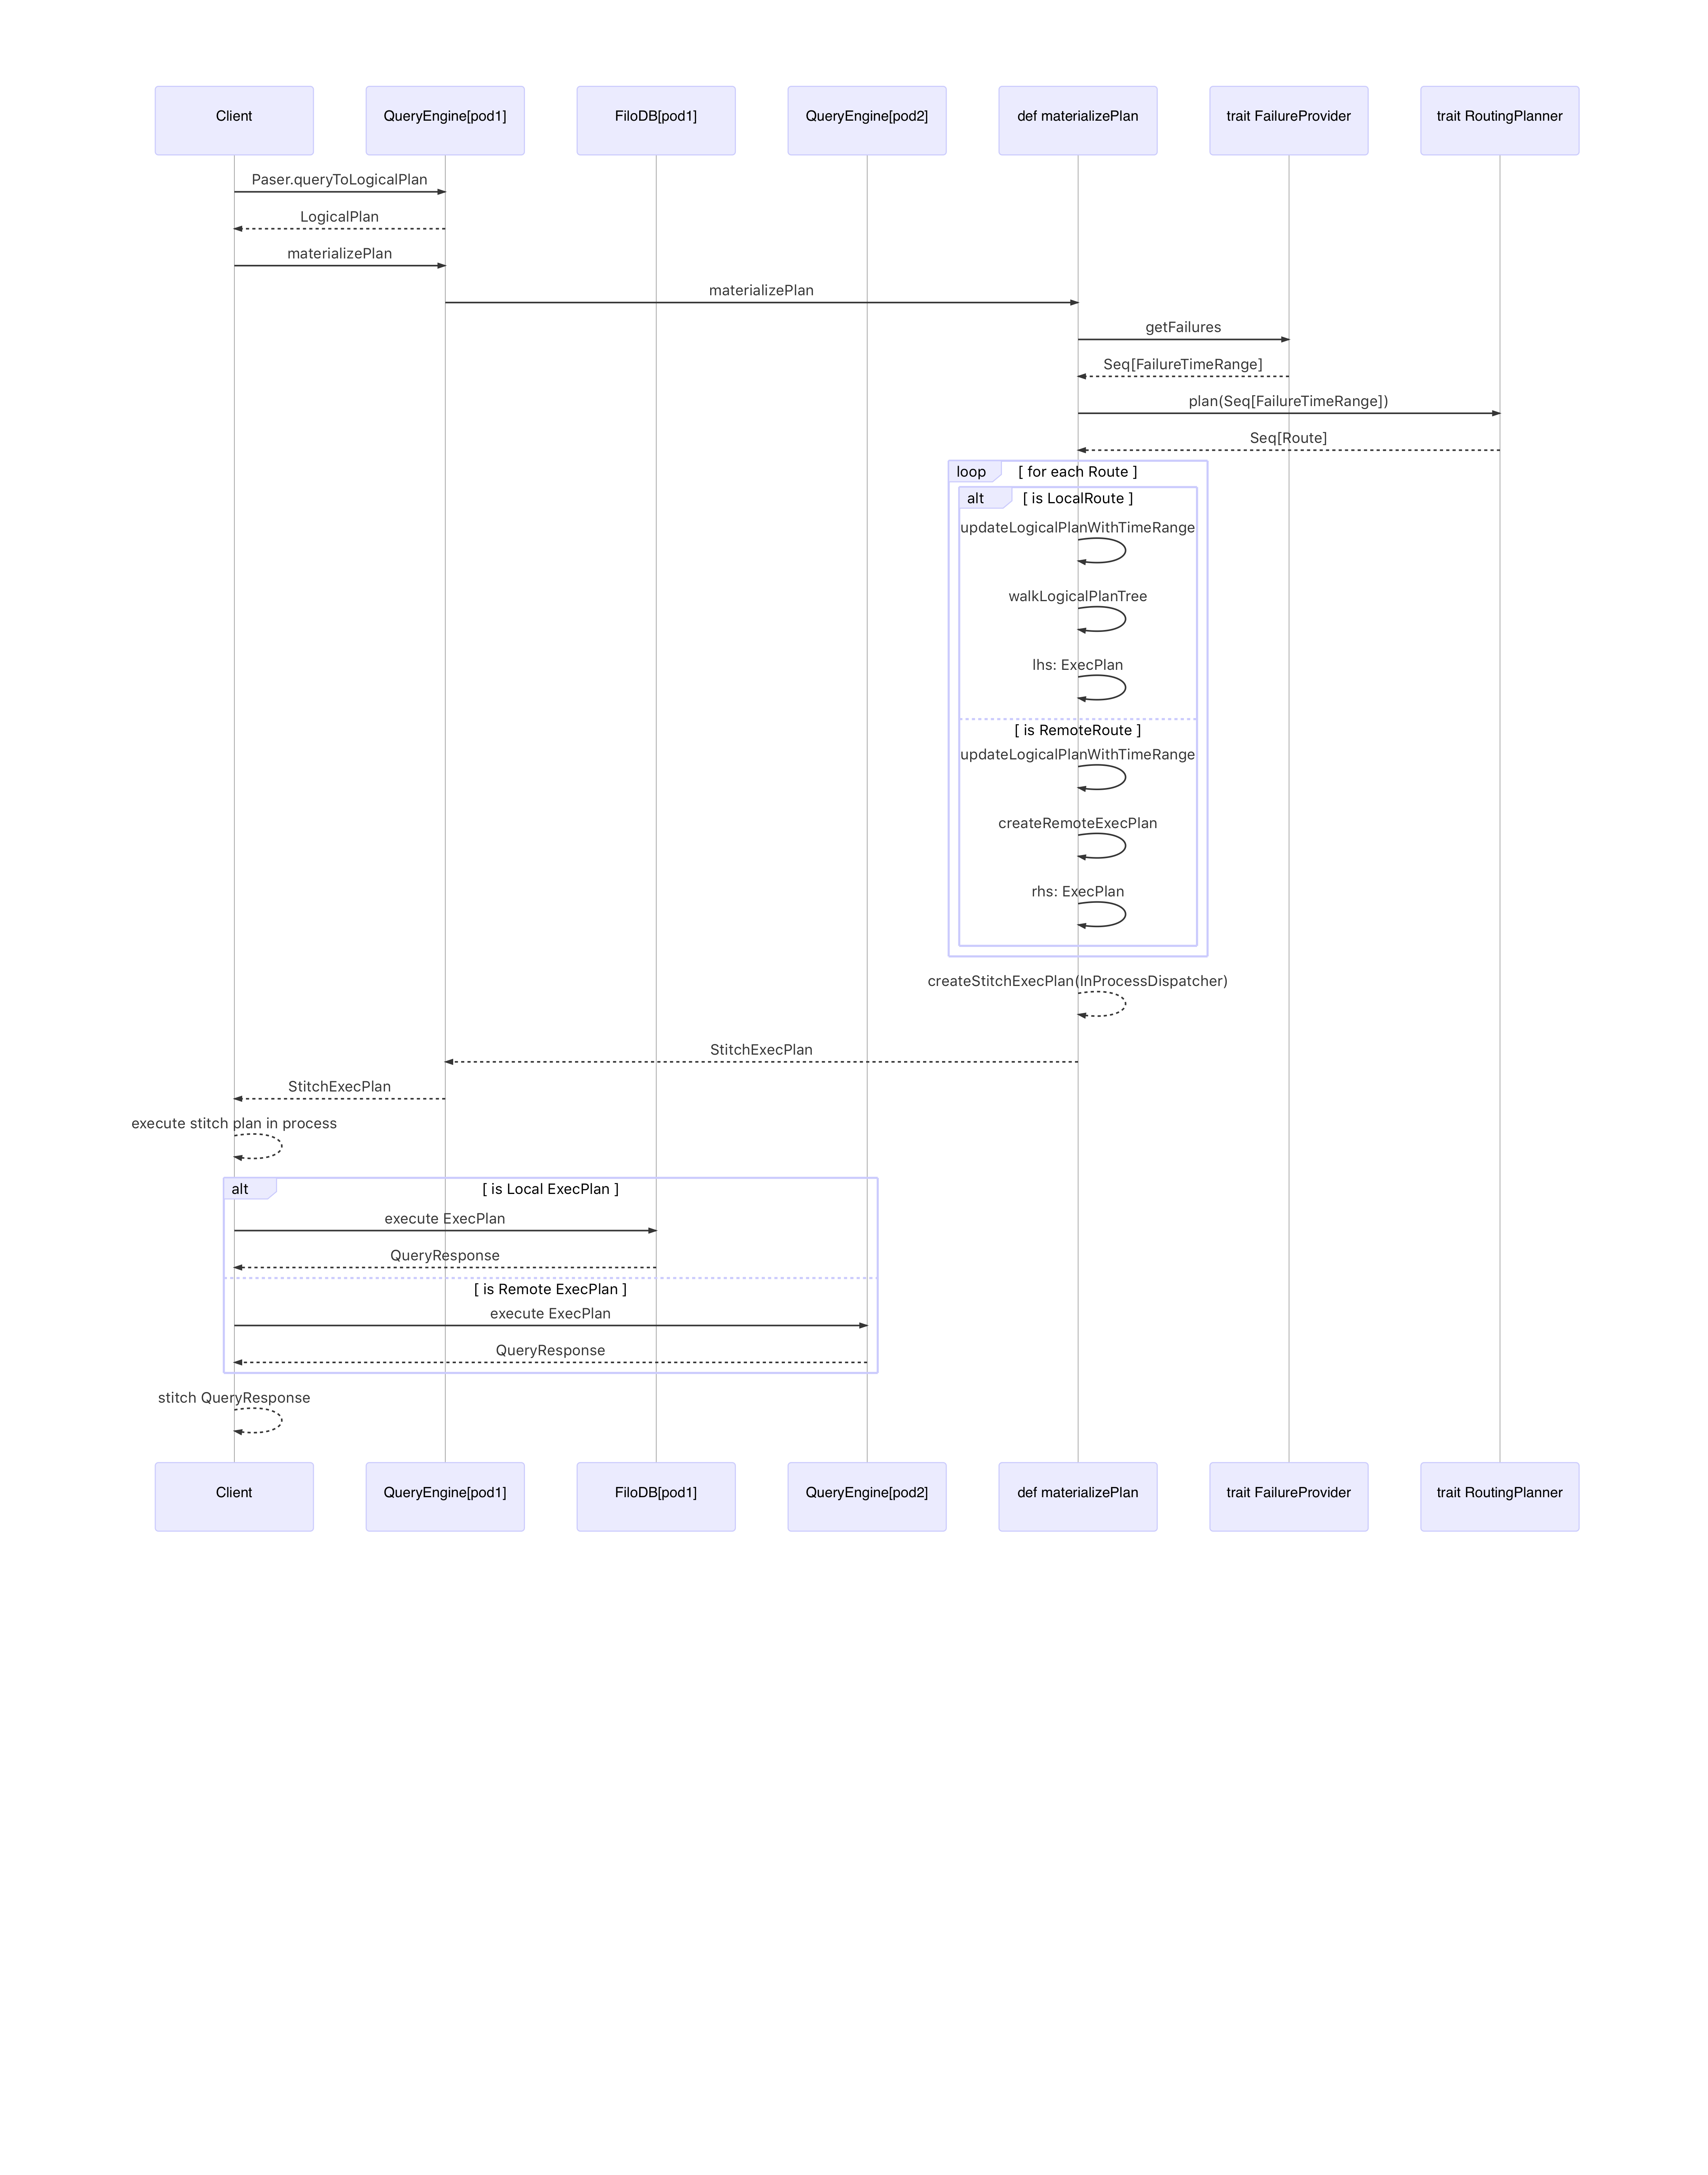 Client
QueryEngine[pod1]
FiloDB[pod1]
QueryEngine[pod2]
def materializePlan
trait FailureProvider
trait RoutingPlanner
Paser.queryToLogicalPlan
LogicalPlan
materializePlan
materializePlan
getFailures
Seq[FailureTimeRange]
plan(Seq[FailureTimeRange])
Seq[Route]
loop
[ for each Route ]
alt
[ is LocalRoute ]
updateLogicalPlanWithTimeRange
walkLogicalPlanTree
lhs: ExecPlan
[ is RemoteRoute ]
updateLogicalPlanWithTimeRange
createRemoteExecPlan
rhs: ExecPlan
createStitchExecPlan(InProcessDispatcher)
StitchExecPlan
StitchExecPlan
execute stitch plan in process
alt
[ is Local ExecPlan ]
execute ExecPlan
QueryResponse
[ is Remote ExecPlan ]
execute ExecPlan
QueryResponse
stitch QueryResponse
Client
QueryEngine[pod1]
FiloDB[pod1]
QueryEngine[pod2]
def materializePlan
trait FailureProvider
trait RoutingPlanner